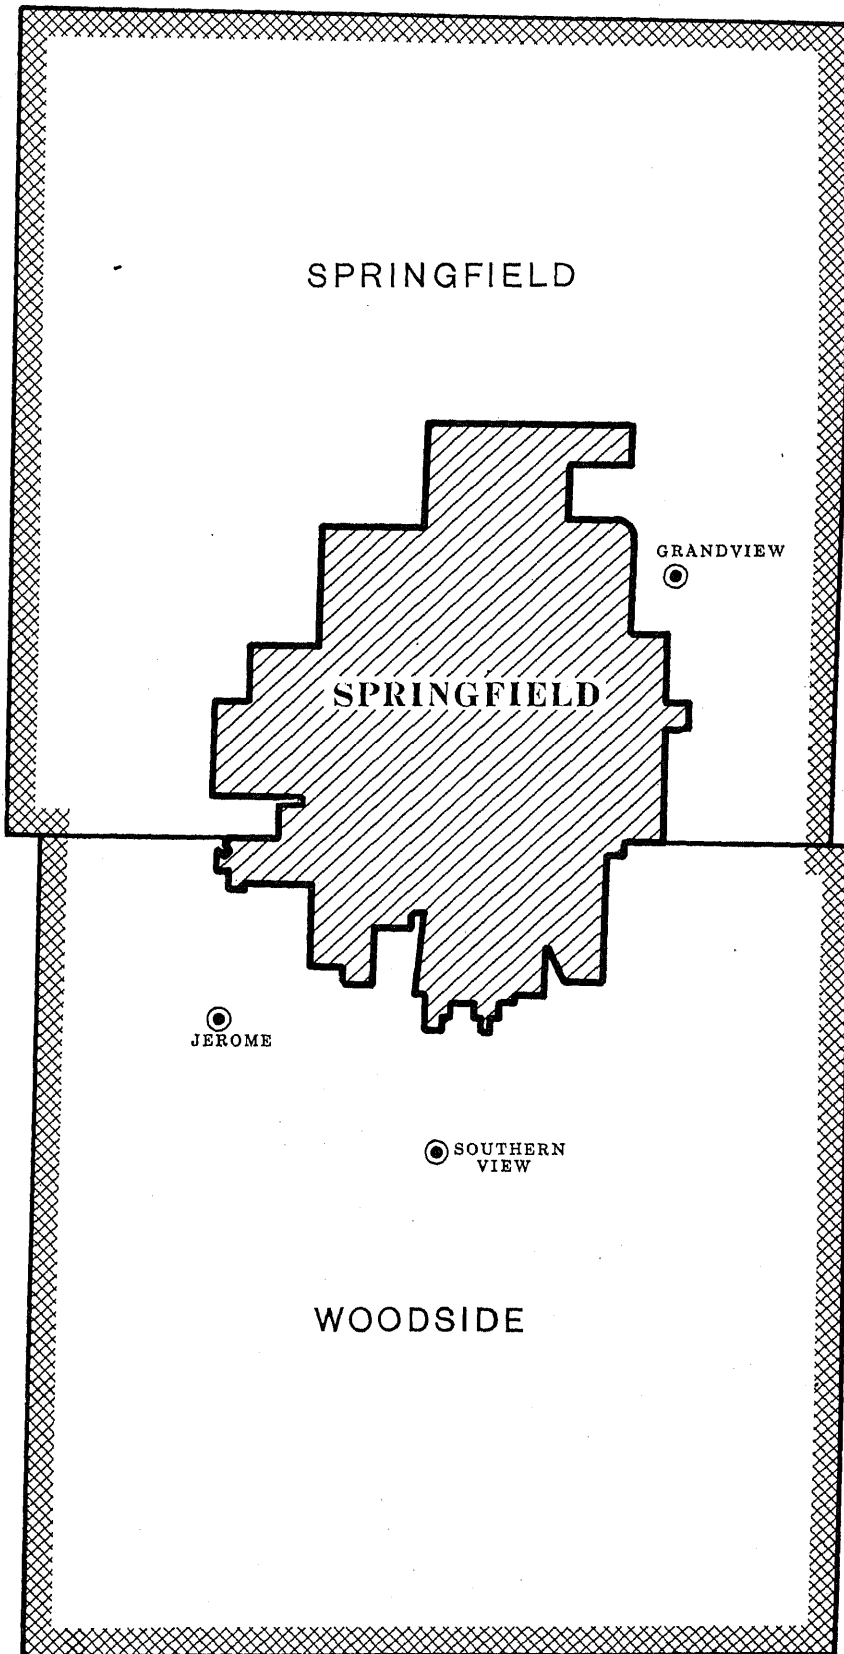 SPRINGFIELD
GRANDVIEW
SPRINGFIELD
JEROME
SOUTHERN
VIEW
WOODSIDE